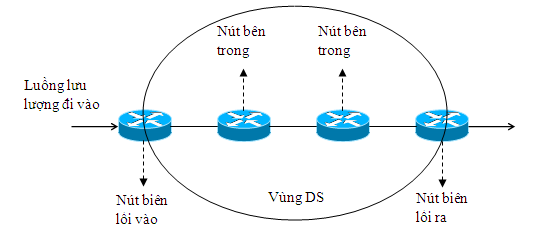 Nút bên
trong
Nút bên
trong
Luồng lưu
lượng đi vào
Nút biên
lối vào
Vùng DS
Nút biên
lối ra